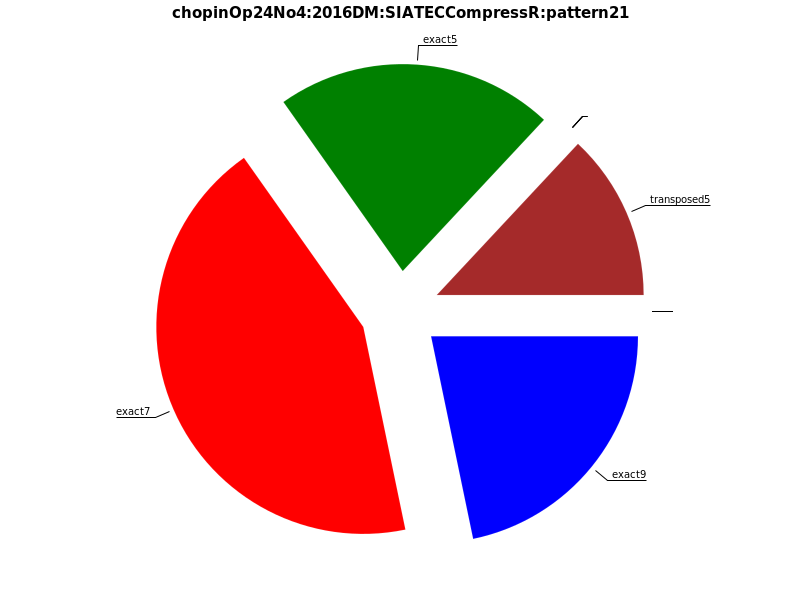 chopinOp24No4:2016DM:SIATECCompressR:pattern21
exact5
transposed5
exact7
exact9